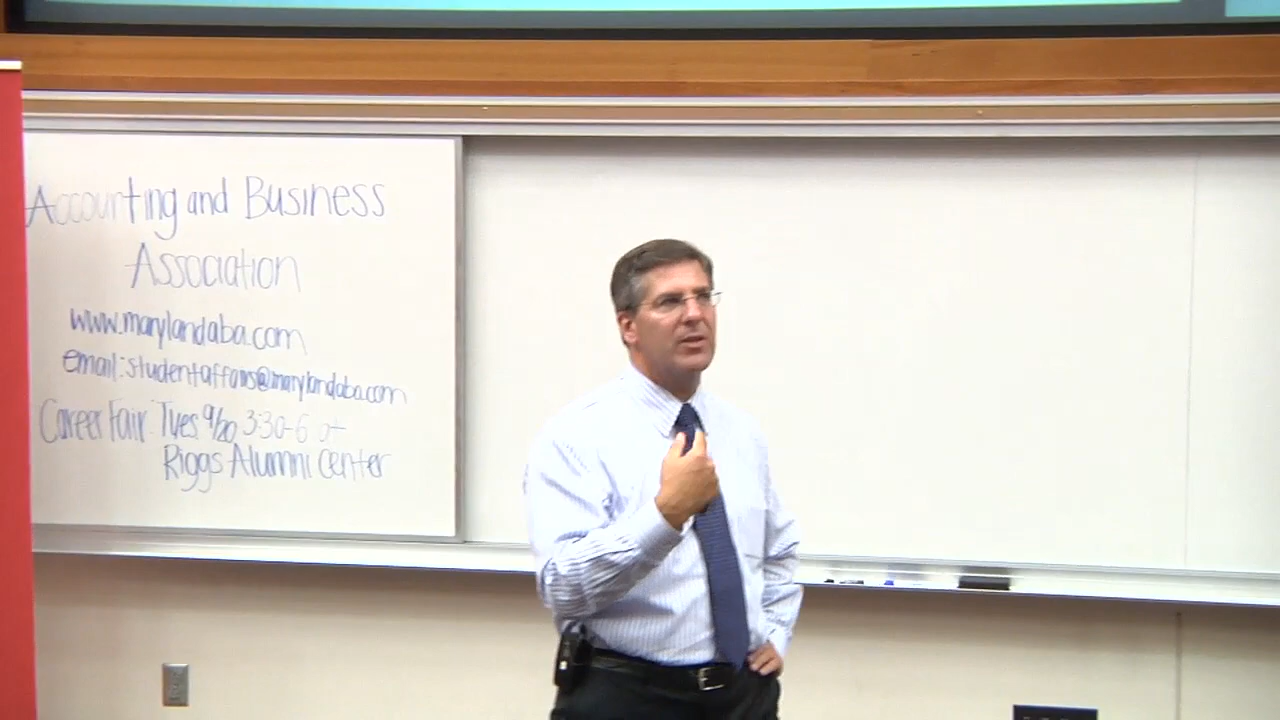 Accounting and Business
Association
www.marylandaba.com
email:studentaffairs@marylandaba.com
Career Fair: Tues 9/20 3:30-6 at
Riggs Alumni Center